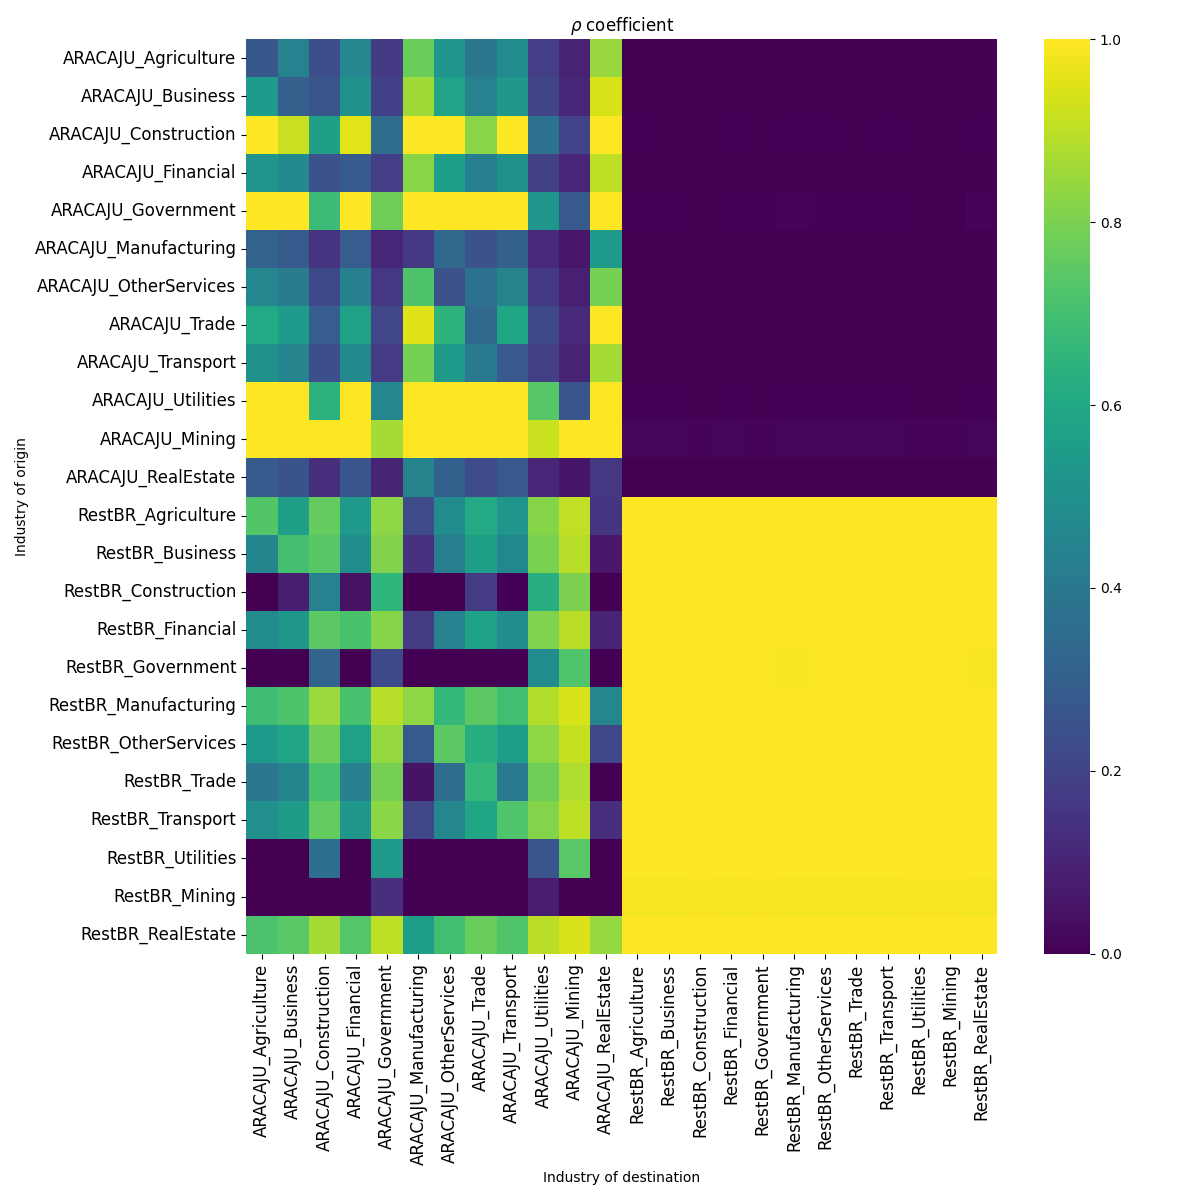 ρ coefficient
ARACAJU_Agriculture
ARACAJU_Business
ARACAJU_Construction
ARACAJU_Financial
ARACAJU_Government
ARACAJU_Manufacturing
ARACAJU_OtherServices
ARACAJU_Trade
ARACAJU_Transport
ARACAJU_Utilities
ARACAJU_Mining
ARACAJU_RealEstate
RestBR_Agriculture
RestBR_Business
RestBR_Construction
RestBR_Financial
RestBR_Government
RestBR_Manufacturing
RestBR_OtherServices
RestBR_Trade
RestBR_Transport
RestBR_Utilities
RestBR_Mining
RestBR_RealEstate
Industry of origin
ARACAJU_Agriculture
ARACAJU_Business
ARACAJU_Construction
ARACAJU_Financial
ARACAJU_Government
ARACAJU_Manufacturing
ARACAJU_OtherServices
ARACAJU_Trade
ARACAJU_Transport
ARACAJU_Utilities
ARACAJU_Mining
ARACAJU_RealEstate
RestBR_Agriculture
RestBR_Business
RestBR_Construction
RestBR_Financial
RestBR_Government
RestBR_Manufacturing
RestBR_OtherServices
RestBR_Trade
RestBR_Transport
RestBR_Utilities
RestBR_Mining
RestBR_RealEstate
Industry of destination
1.0
0.8
0.6
0.4
0.2
0.0